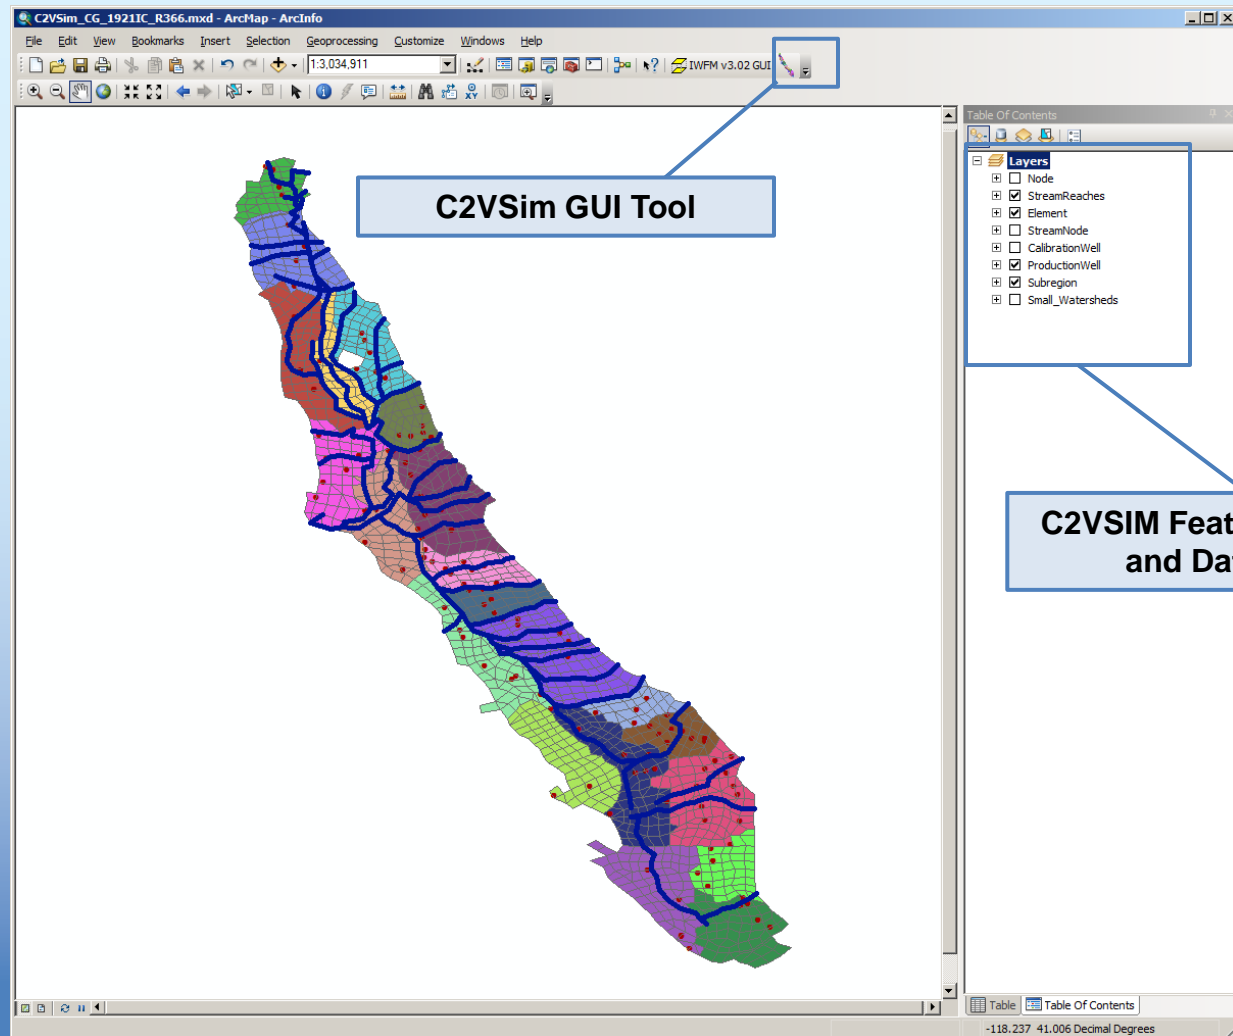 C2VSim_CG_1921IC_R366.mxd - ArcMap - ArcInfo
File Edit View Bookmarks Insert Selection Geoprocessing Customize Windows Help
1:3,034,911
IWFM v3.02 GUI
XY
C2VSim GUI Tool
Table Of Contents
Layers
Node
StreamReaches
Element
StreamNode
CalibrationWell
ProductionWell
Subregion
Small_Watersheds
C2VSIM Feat
and Da
Table Table Of Contents
-118.237 41.006 Decimal Degrees